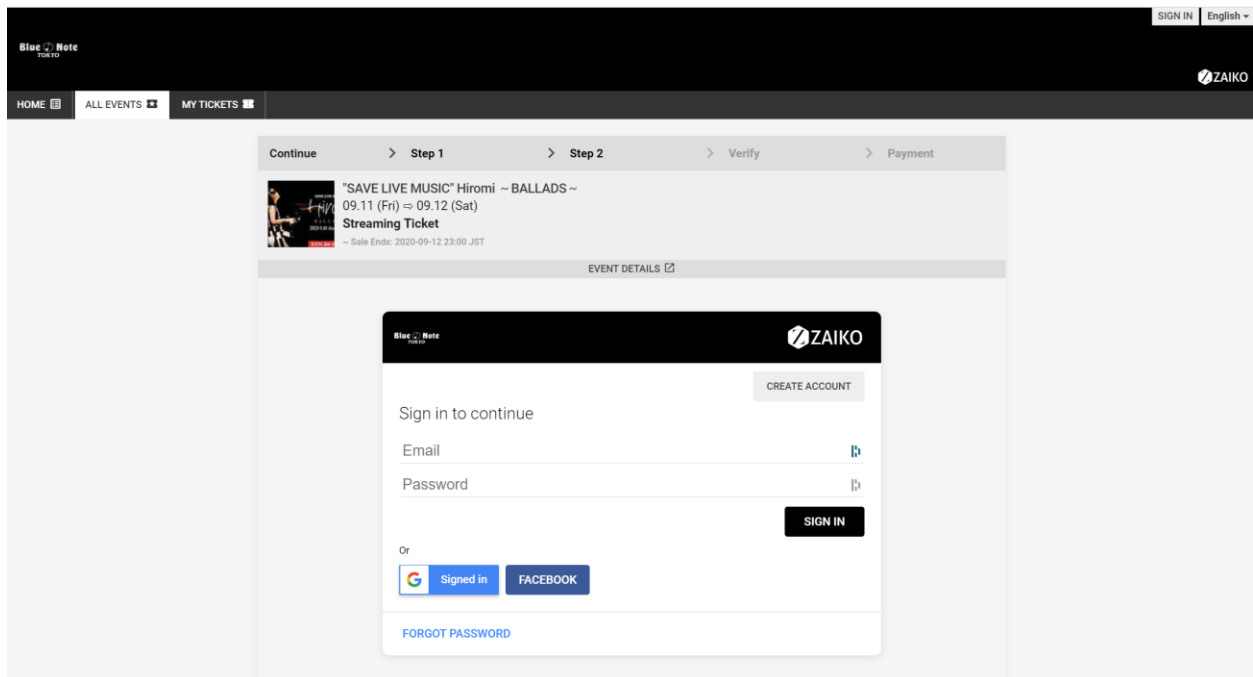 SIGN IN English
Blue Note
TOKYO
ZAIKO
HOME ALL EVENTS MY TICKETS
Continue > Step 1 > Step 2 > Verify > Payment
"SAVE LIVE MUSIC" Hiromi ~ BALLADS ~
09.11 (Fri) ⇨ 09.12 (Sat)
Streaming Ticket
~ Sale Ends: 2020-09-12 23:00 JST
EVENT DETAILS
Blue Note
TOKYO
ZAIKO
CREATE ACCOUNT
Sign in to continue
Email
Password
SIGN IN
Or
G Signed in FACEBOOK
FORGOT PASSWORD